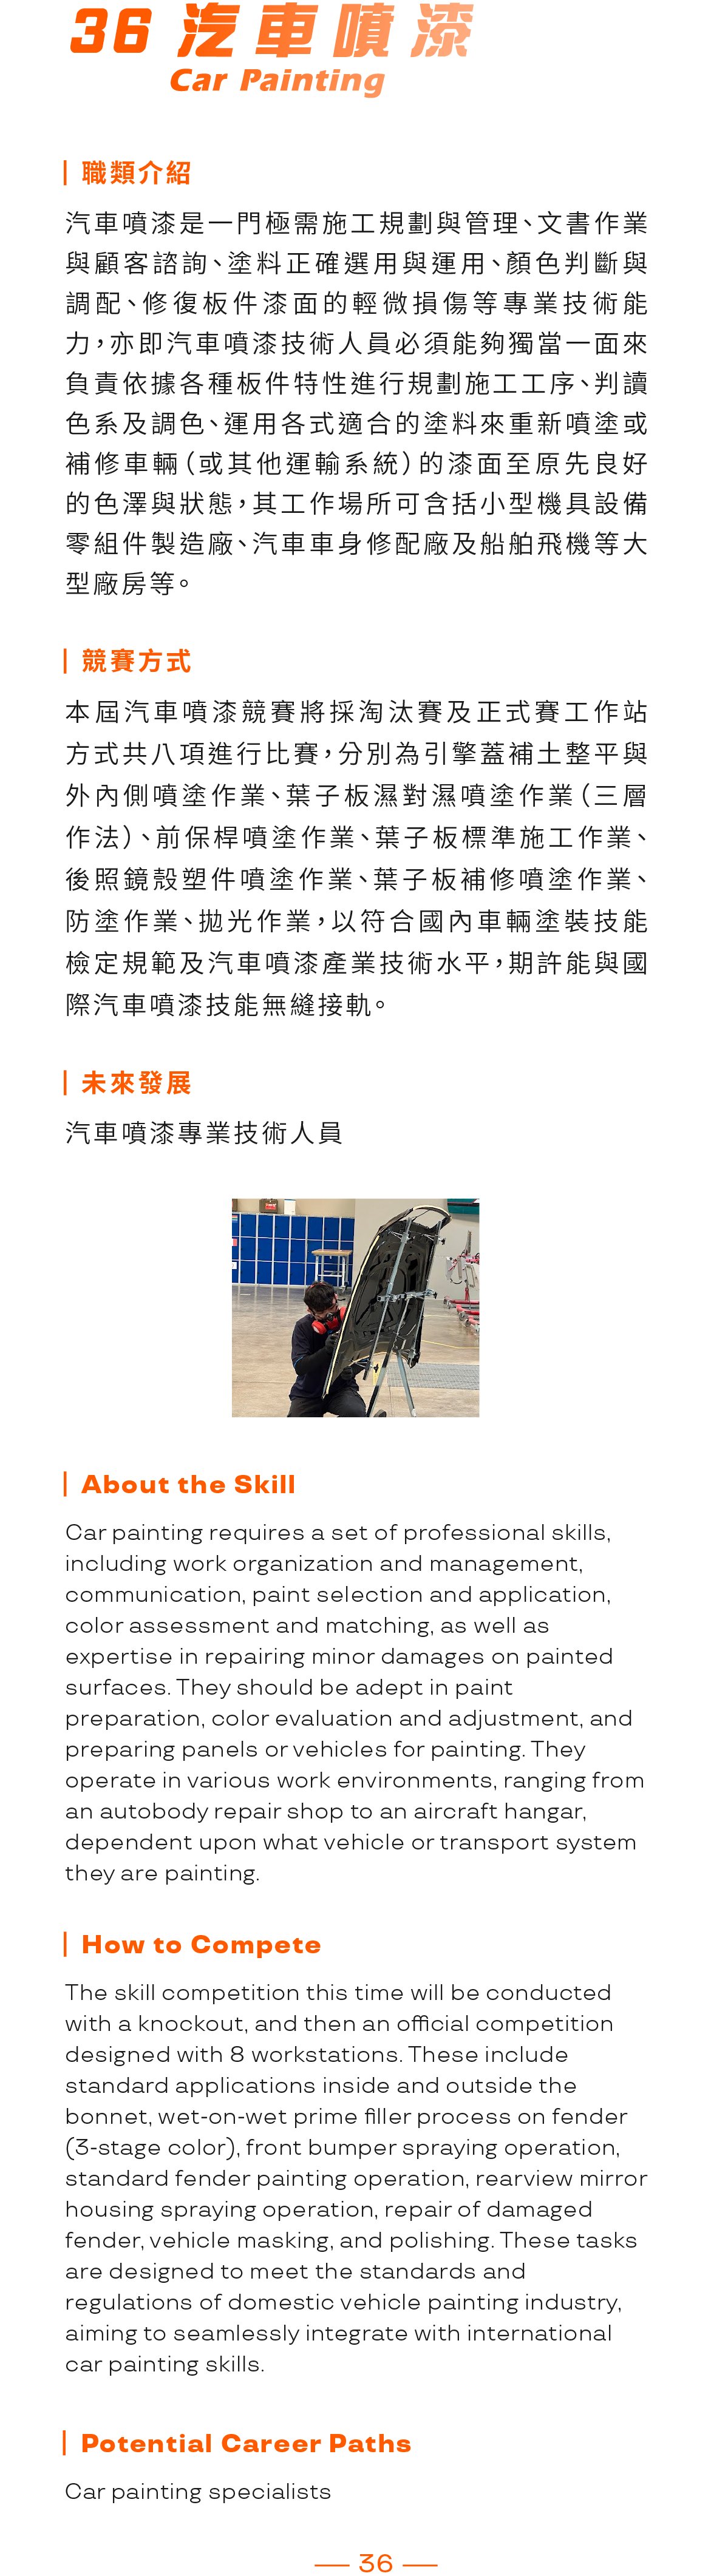 36 汽車噴漆
Car Painting
職類介紹
汽車噴漆是一門極需施工規劃與管理、文書作業
與顧客諮詢、塗料正確選用與運用、顏色判斷與
調配、修復板件漆面的輕微損傷等專業技術能
力，亦即汽車噴漆技術人員必須能夠獨當一面來
負責依據各種板件特性進行規劃施工工序、判讀
色系及調色、運用各式適合的塗料來重新噴塗或
補修車輛（或其他運輸系統）的漆面至原先良好
的色澤與狀態，其工作場所可含括小型機具設備
零組件製造廠、汽車車身修配廠及船舶飛機等大
型廠房等。
競賽方式
本屆汽車噴漆競賽將採淘汰賽及正式賽工作站
方式共八項進行比賽，分別為引擎蓋補土整平與
外內側噴塗作業、葉子板濕對濕噴塗作業（三層
作法）、前保桿噴塗作業、葉子板標準施工作業、
後照鏡殼塑件噴塗作業、葉子板補修噴塗作業、
防塗作業、拋光作業，以符合國內車輛塗裝技能
檢定規範及汽車噴漆產業技術水平，期許能與國
際汽車噴漆技能無縫接軌。
未來發展
汽車噴漆專業技術人員
About the Skill
Car painting requires a set of professional skills,
including work organization and management,
communication, paint selection and application,
color assessment and matching, as well as
expertise in repairing minor damages on painted
surfaces. They should be adept in paint
preparation, color evaluation and adjustment, and
preparing panels or vehicles for painting. They
operate in various work environments, ranging from
an autobody repair shop to an aircraft hangar,
dependent upon what vehicle or transport system
they are painting.
How to Compete
The skill competition this time will be conducted
with a knockout, and then an official competition
designed with 8 workstations. These include
standard applications inside and outside the
bonnet, wet-on-wet prime filler process on fender
(3-stage color), front bumper spraying operation,
standard fender painting operation, rearview mirror
housing spraying operation, repair of damaged
fender, vehicle masking, and polishing. These tasks
are designed to meet the standards and
regulations of domestic vehicle painting industry,
aiming to seamlessly integrate with international
car painting skills.
Potential Career Paths
Car painting specialists
— 36 —